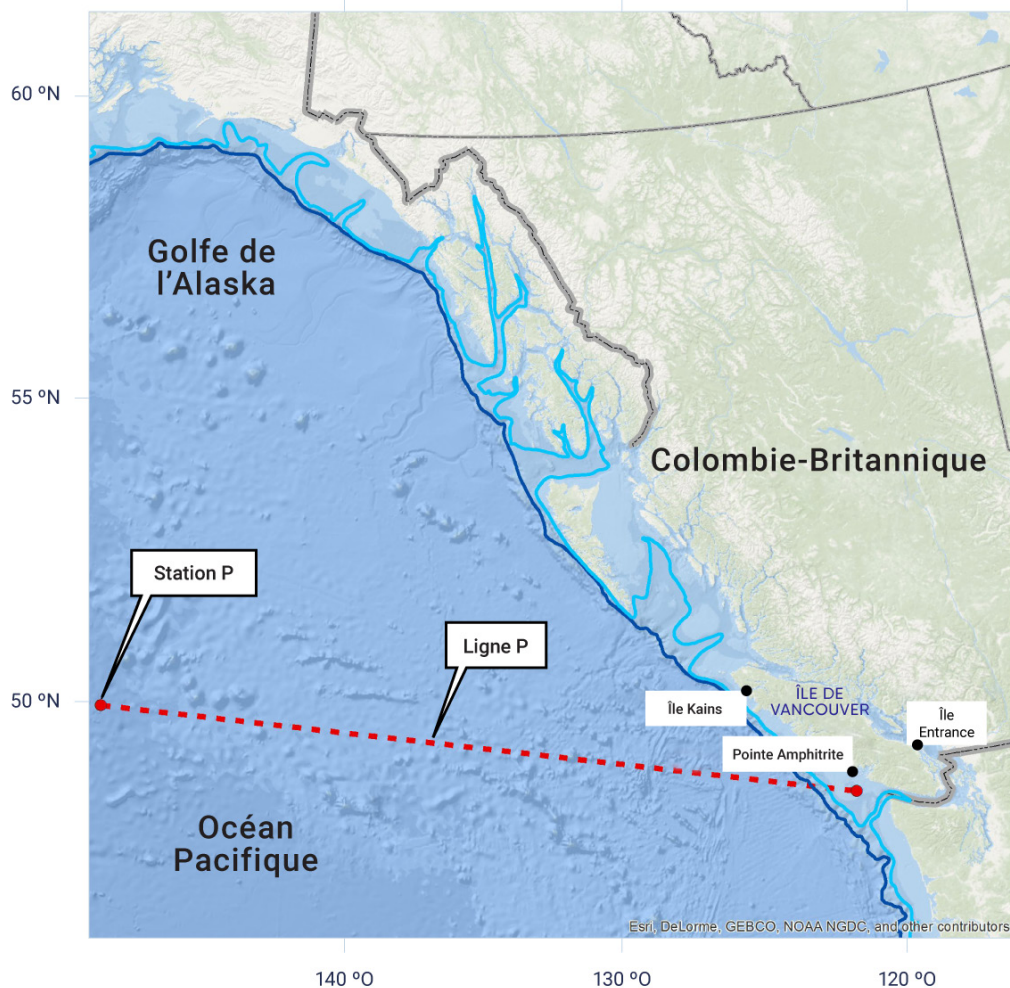 60 ºN
Golfe de
l’Alaska
55 ºN
Colombie-Britannique
Station P
Ligne P
50 ºN
Île Kains
ÎLE DE
VANCOUVER
Île
Entrance
Pointe Amphitrite
Océan
Pacifique
Esri, DeLorme, GEBCO, NOAA NGDC, and other contributors
140 ºO
130 ºO
120 ºO